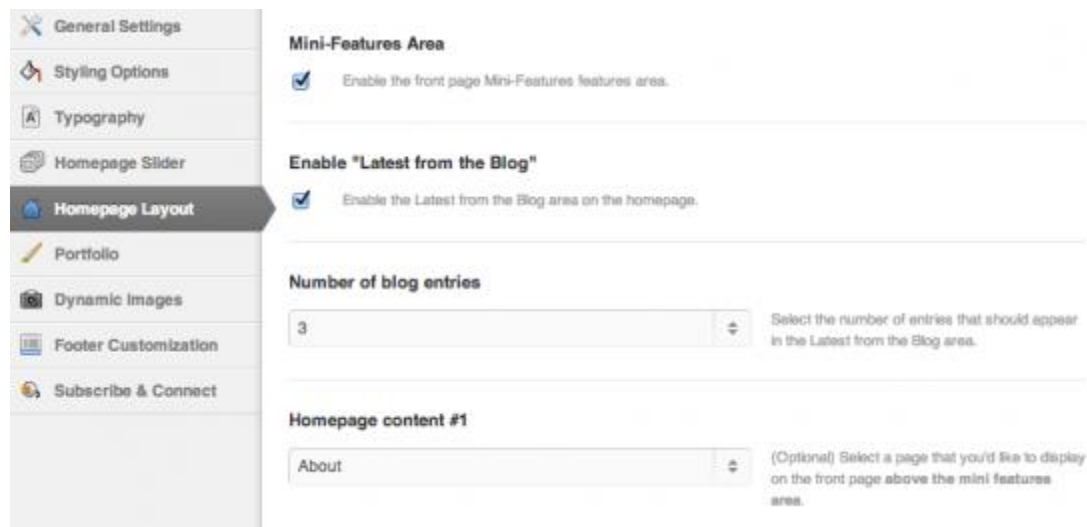 General Settings
Styling Options
Typography
Homepage Slider
Homepage Layout
Portfolio
Dynamic Images
Footer Customization
Subscribe & Connect
Mini-Features Area
Enable the front page Mini-Features features area.
Enable "Latest from the Blog"
Enable the Latest from the Blog area on the homepage.
Number of blog entries
3
Select the number of entries that should appear
in the Latest from the Blog area.
Homepage content #1
About
(Optional) Select a page that you'd like to display
on the front page above the mini features
area.